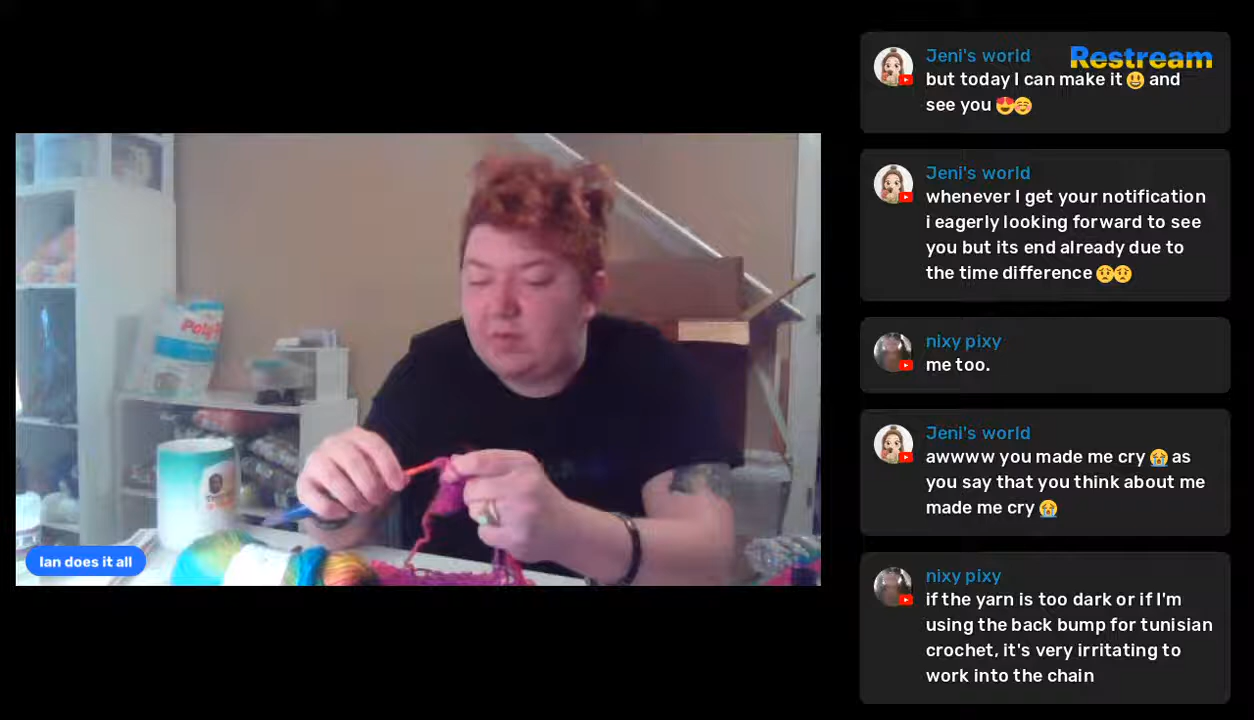 Restream
Jeni's world
but today I can make it 😃 and
see you 😍☺️
Jeni's world
whenever I get your notification
i eagerly looking forward to see
you but its end already due to
the time difference 😟😟
nixy pixy
me too.
Jeni's world
awwww you made me cry 😭 as
you say that you think about me
made me cry 😭
nixy pixy
if the yarn is too dark or if I'm
using the back bump for tunisian
crochet, it's very irritating to
work into the chain
Ian does it all